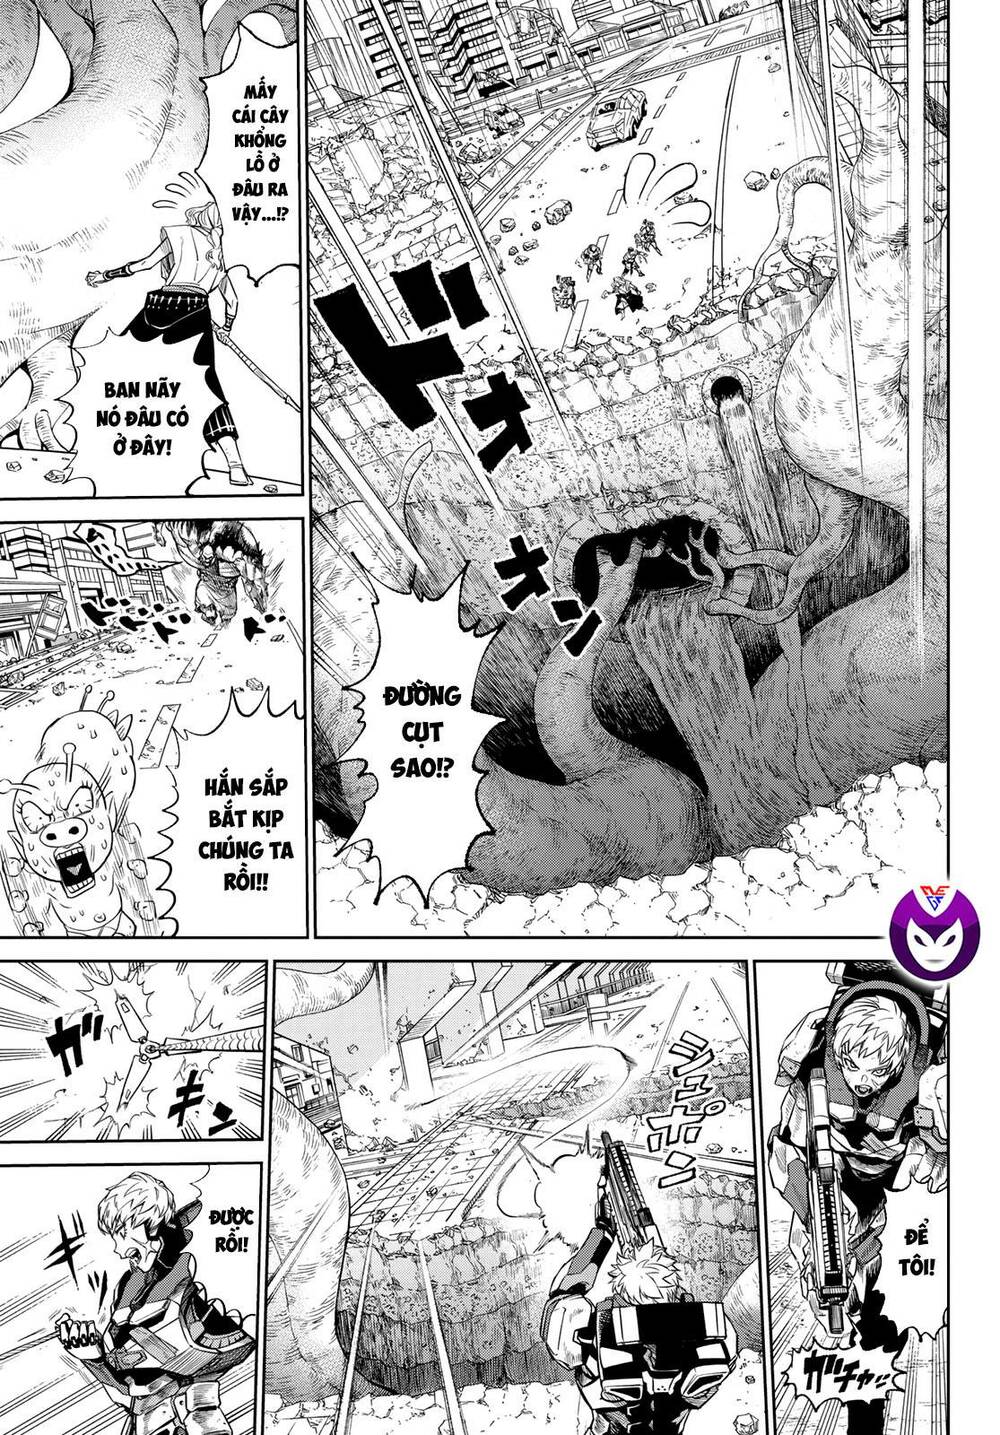 ĐƯỜNG
CỤT
SAO!?
ドドオン
MẤY
CÁI CÂY
KHỔNG
LỒ Ở
ĐÂU RA
VẬY...!?
BAN NÃY
NÓ ĐÂU CÓ
Ở ĐÂY!
ドドド
HẮN SẮP
BẮT KỊP
CHÚNG TA
RỒI!!
ĐỂ
TÔI!
ガチャ
シュポン
ガキン
ĐƯỢC
RỒI!